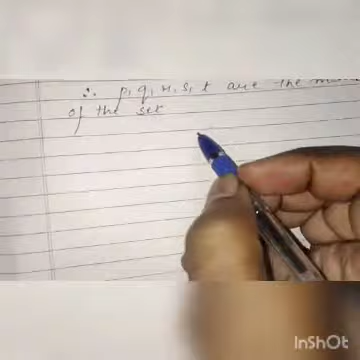 ∴ p, q, r, s, t are the
of the set
InShOt